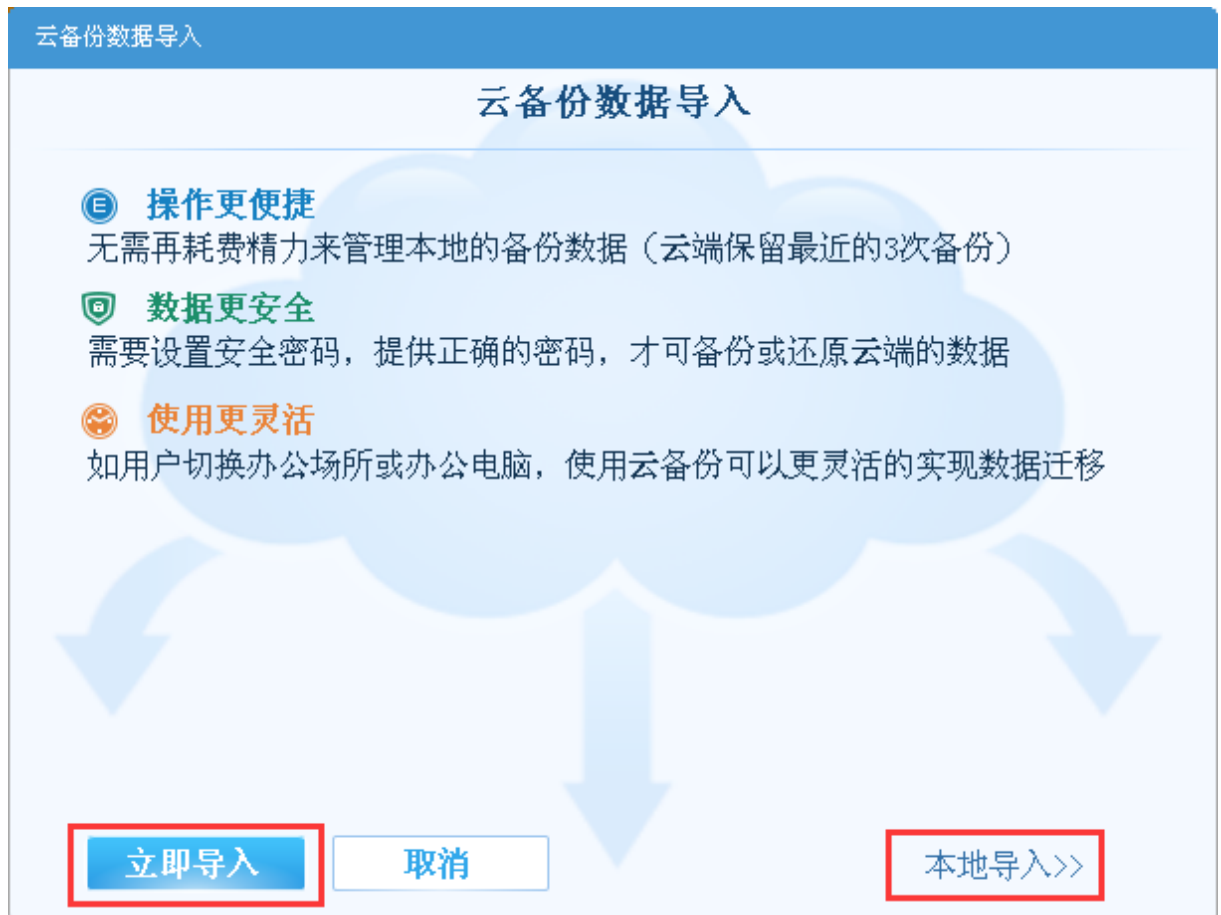 云备份数据导入
云备份数据导入
操作更便捷
无需再耗费精力来管理本地的备份数据（云端保留最近的3次备份）
数据更安全
需要设置安全密码，提供正确的密码，才可备份或还原云端的数据
使用更灵活
如用户切换办公场所或办公电脑，使用云备份可以更灵活的实现数据迁移
立即导入 取消 本地导入>>